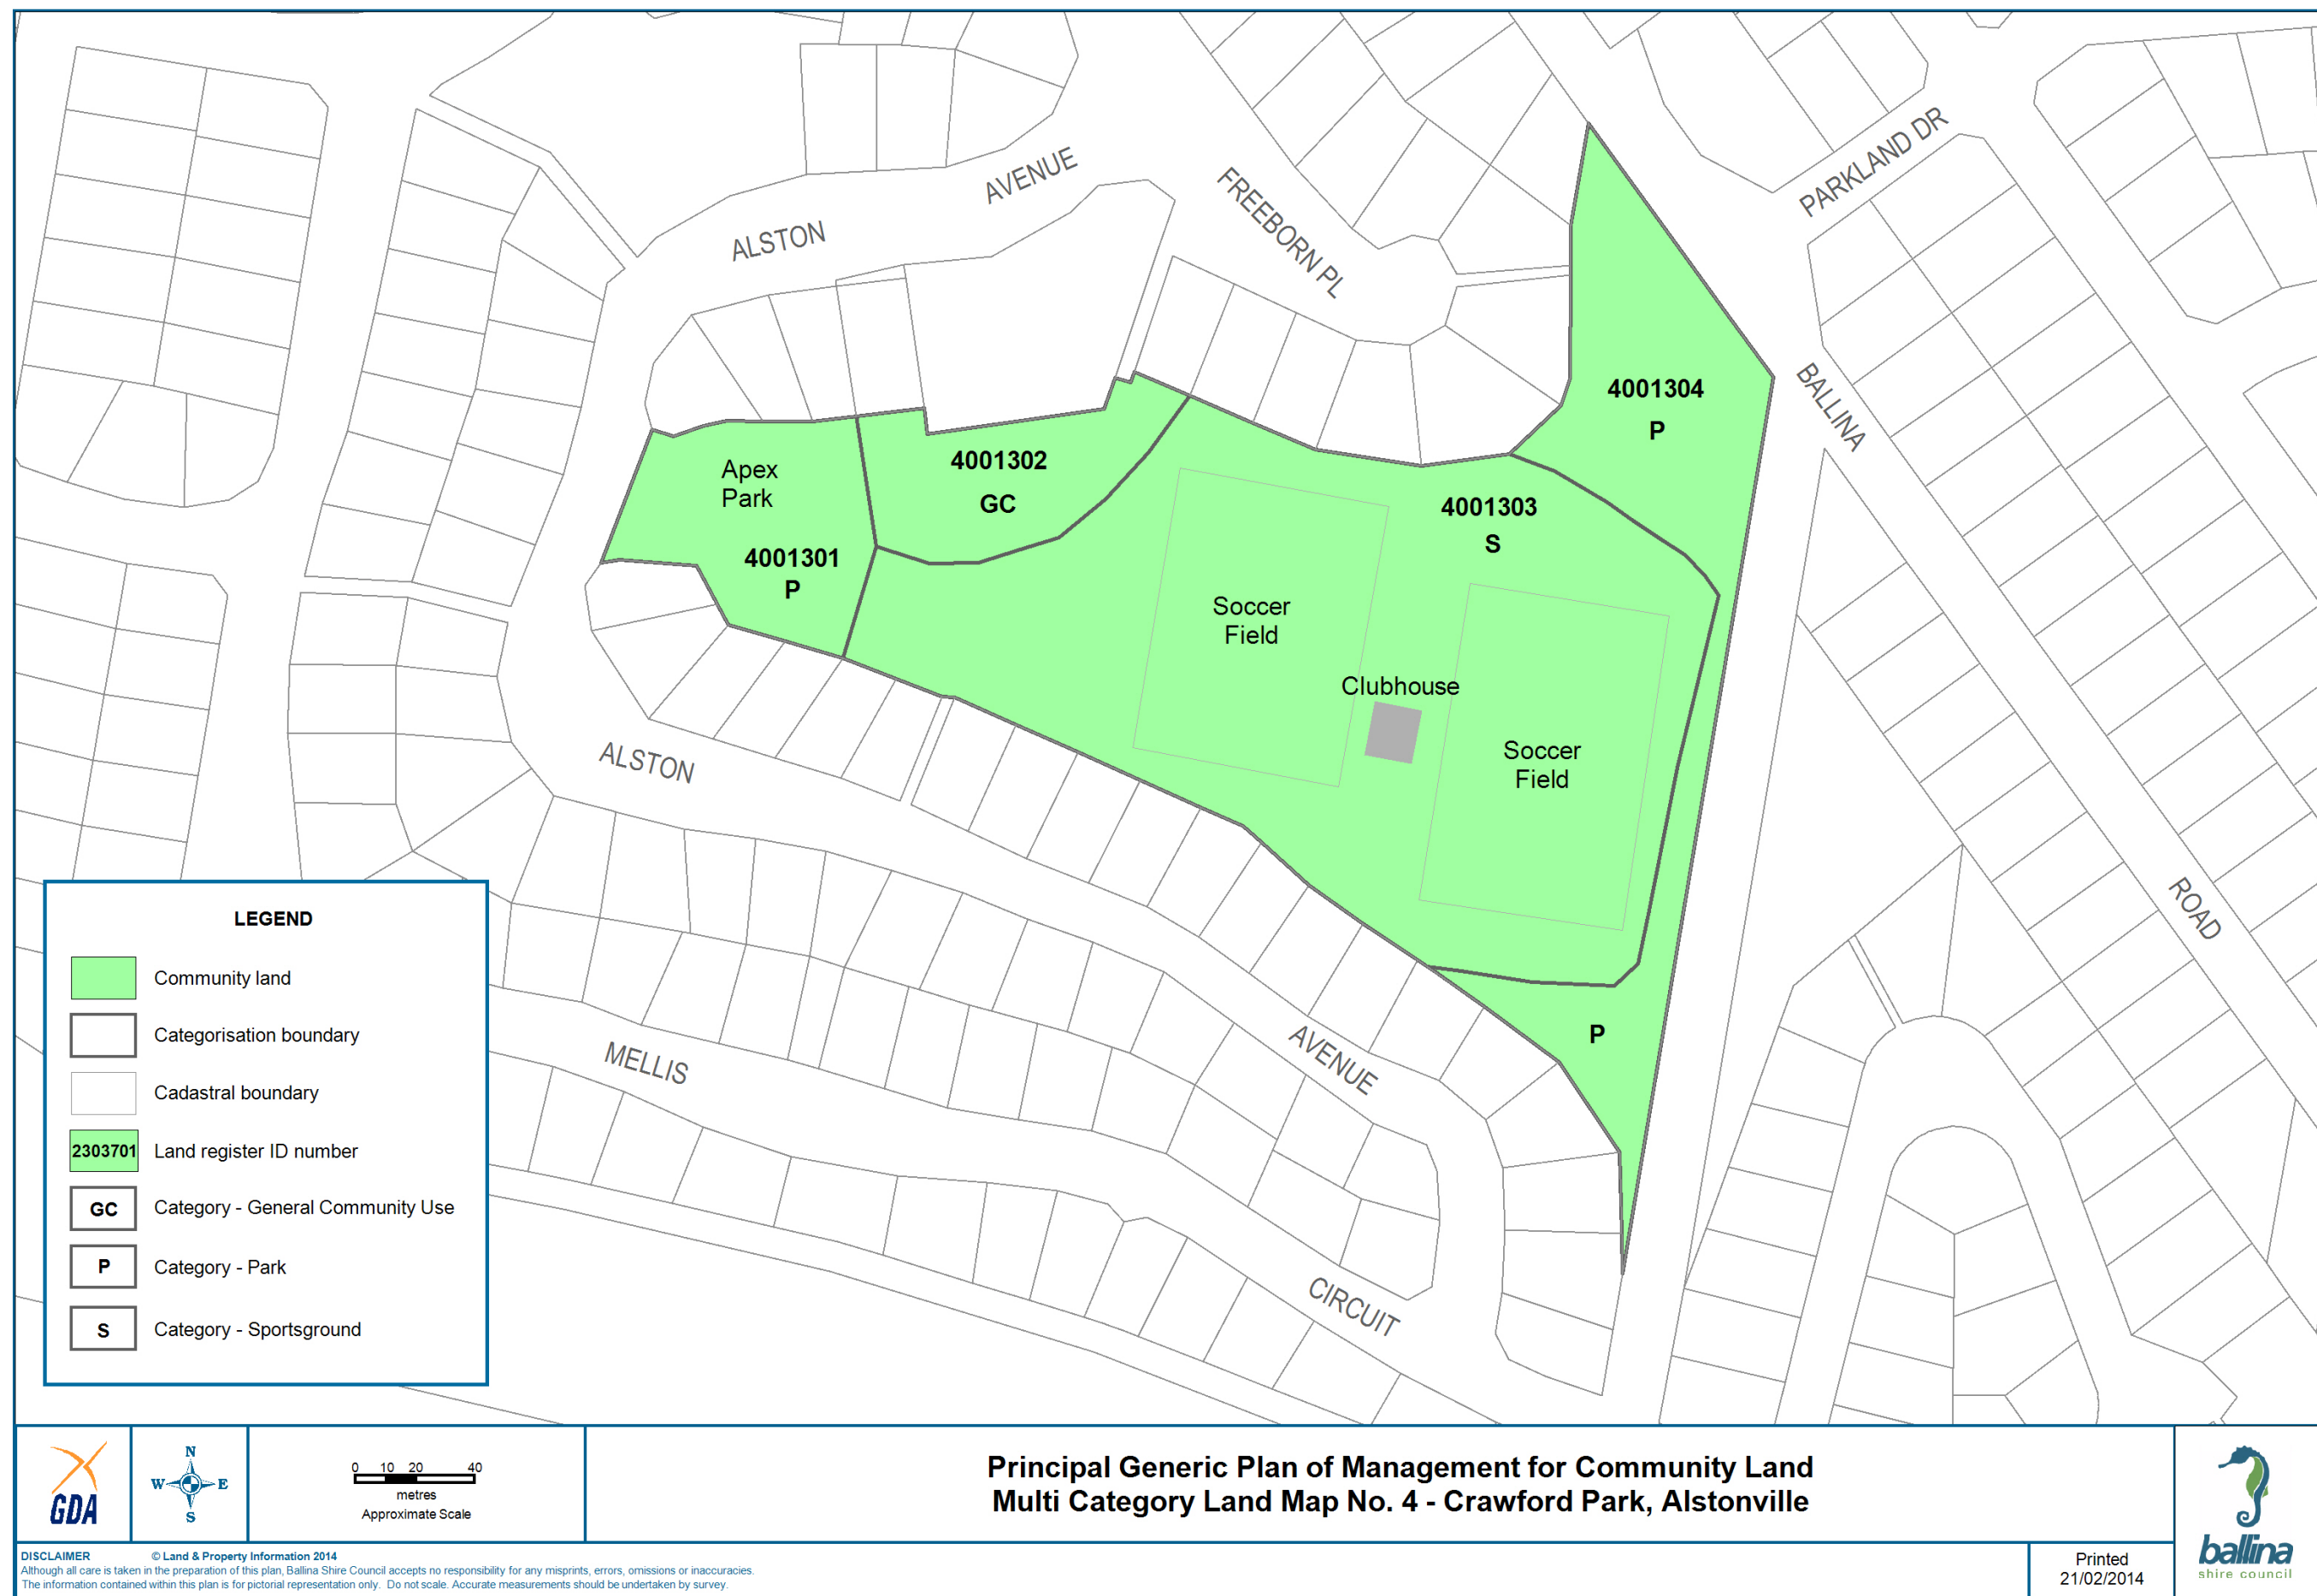 PARKLAND DR
AVENUE
ALSTON
FREEBORN PL
BALLINA
4001304
P
Apex
Park
4001302
GC
4001303
S
4001301
P
Soccer
Field
Clubhouse
Soccer
Field
ALSTON
ROAD
AVENUE
P
MELLIS
CIRCUIT
LEGEND
Community land
Categorisation boundary
Cadastral boundary
2303701 Land register ID number
GC Category - General Community Use
P Category - Park
S Category - Sportsground
GDA
N
W E
S
0 10 20 40
metres
Approximate Scale
Principal Generic Plan of Management for Community Land
Multi Category Land Map No. 4 - Crawford Park, Alstonville
ballina
shire council
DISCLAIMER © Land & Property Information 2014
Although all care is taken in the preparation of this plan, Ballina Shire Council accepts no responsibility for any misprints, errors, omissions or inaccuracies.
The information contained within this plan is for pictorial representation only. Do not scale. Accurate measurements should be undertaken by survey.
Printed
21/02/2014